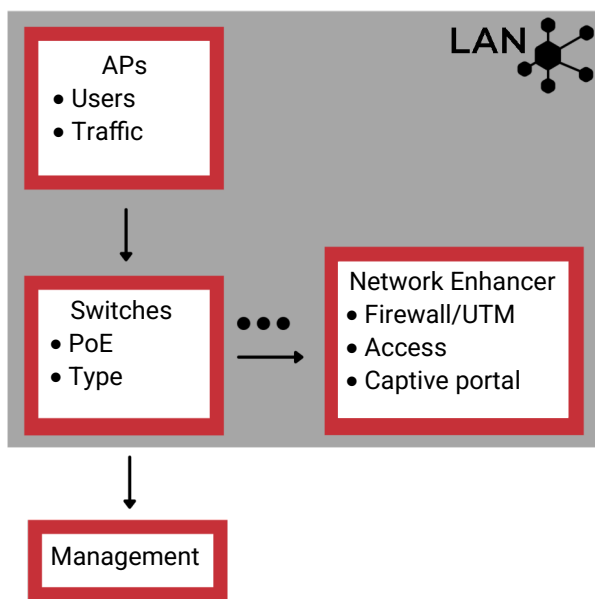 LAN
APs
• Users
• Traffic
Switches
• PoE
• Type
•••
Network Enhancer
• Firewall/UTM
• Access
• Captive portal
Management